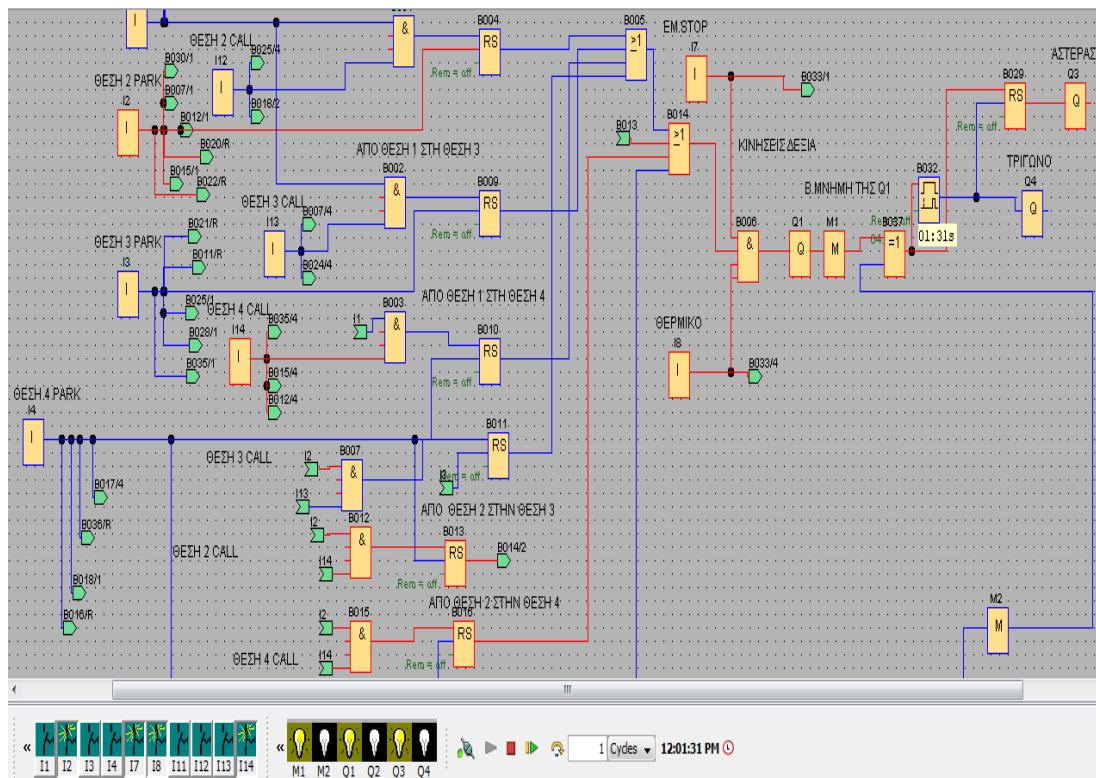 I
&
B004
RS
.Rem = off.
B005
>1
EM.STOP
I7
I
B033/1
ΑΣΤΕΡΑΣ
B029
RS
.Rem = off.
Q3
Q
ΘΕΣΗ 2 CALL
B025/4
I12
I
B018/2
ΘΕΣΗ 2 PARK
B030/1
B007/1
I2
I
B012/1
B020/R
B015/1
B022/R
B013
B014
>1
ΚΙΝΗΣΕΙΣ ΔΕΞΙΑ
ΑΠΟ ΘΕΣΗ 1 ΣΤΗ ΘΕΣΗ 3
B002
&
B009
RS
.Rem = off.
Β.ΜΝΗΜΗ ΤΗΣ Q1
B032
01:31s
ΤΡΙΓΩΝΟ
Q4
Q
ΘΕΣΗ 3 CALL
B007/4
I13
I
B024/4
B006
&
Q1
Q
M1
M
B037
=1
ΘΕΣΗ 3 PARK
B021/R
B011/R
I3
I
B025/1
B028/1
B035/1
ΑΠΟ ΘΕΣΗ 1 ΣΤΗ ΘΕΣΗ 4
ΘΕΣΗ 4 CALL
B035/4
I14
I
B015/4
B012/4
I1
B003
&
B010
RS
.Rem = off.
ΘΕΡΜΙΚΟ
I8
I
B033/4
ΘΕΣΗ 4 PARK
I4
I
B017/4
B036/R
B018/1
B016/R
B011
RS
I3
ΘΕΣΗ 3 CALL
I2
I13
B007
&
ΑΠΟ ΘΕΣΗ 2 ΣΤΗΝ ΘΕΣΗ 3
ΘΕΣΗ 2 CALL
I2
I14
B012
&
B013
RS
.Rem = off.
B014/2
ΑΠΟ ΘΕΣΗ 2 ΣΤΗΝ ΘΕΣΗ 4
I2
I14
B015
&
B016
RS
.Rem = off.
ΘΕΣΗ 4 CALL
M2
M
« I1 I2 I3 I4 I7 I8 I11 I12 I13 I14
« M1 M2 Q1 Q2 Q3 Q4
1 Cycles 12:01:31 PM